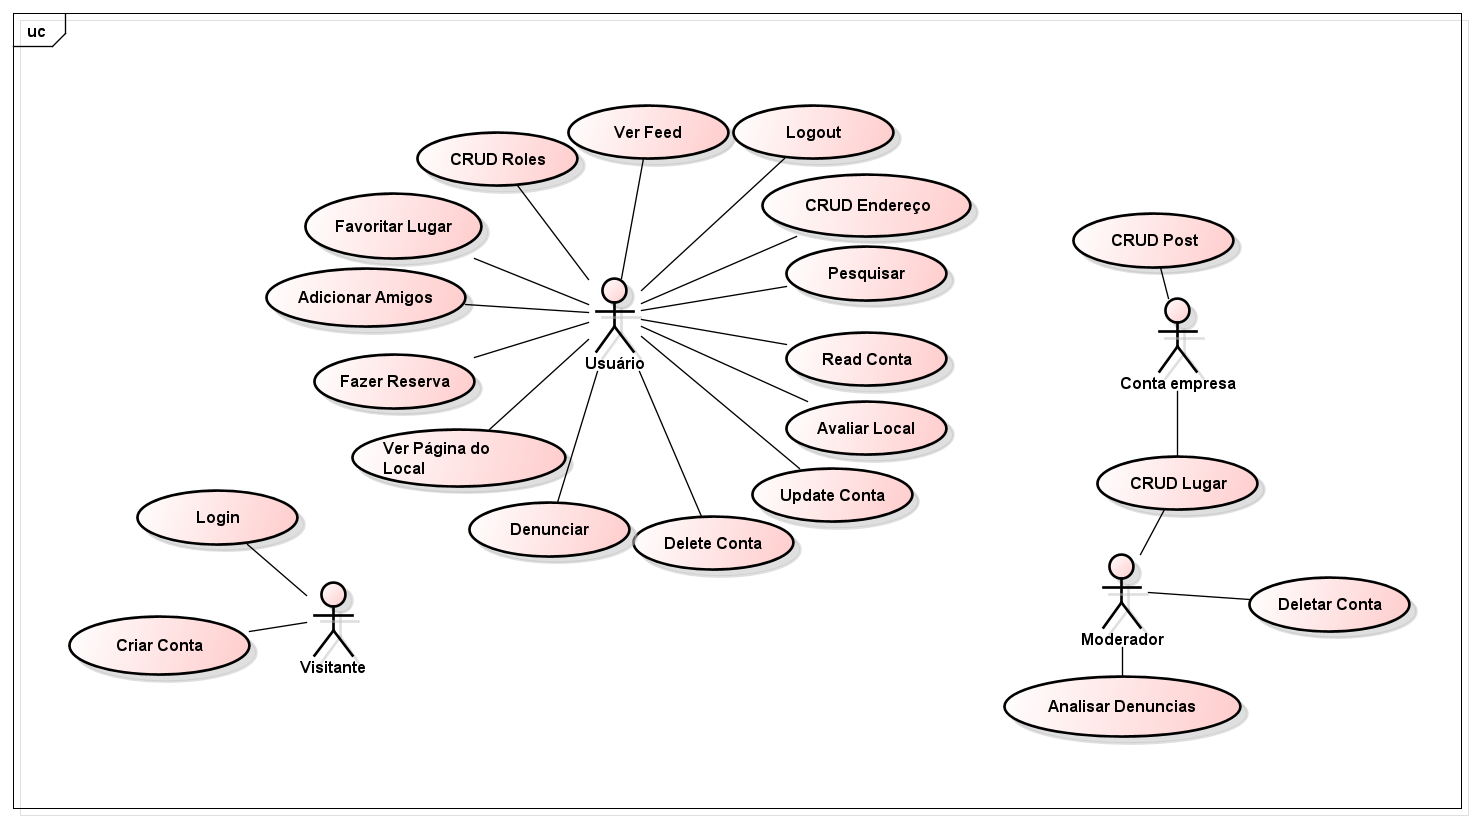 uc
Ver Feed
Logout
CRUD Roles
CRUD Endereço
Favoritar Lugar
CRUD Post
Pesquisar
Adicionar Amigos
Usuário
Read Conta
Fazer Reserva
Conta empresa
Avaliar Local
Ver Página do
Local
CRUD Lugar
Update Conta
Login
Denunciar
Delete Conta
Deletar Conta
Moderador
Criar Conta
Visitante
Analisar Denuncias